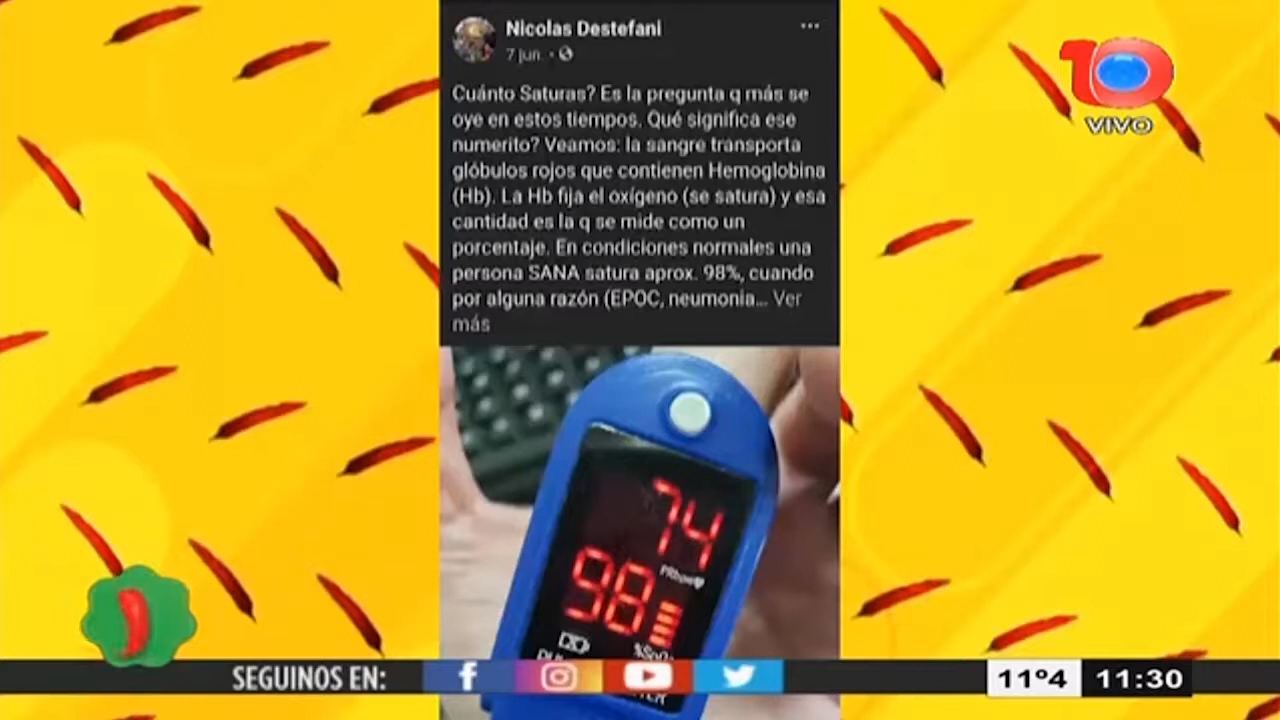 Nicolas Destefani
7 jun.
Cuánto Saturas? Es la pregunta q más se
oye en estos tiempos. Qué significa ese
numerito? Veamos: la sangre transporta
glóbulos rojos que contienen Hemoglobina
(Hb). La Hb fija el oxígeno (se satura) y esa
cantidad es la q se mide como un
porcentaje. En condiciones normales una
persona SANA satura aprox. 98%, cuando
por alguna razón (EPOC, neumonia... Ver
más
10
VIVO
74
PRbpm
98
%SpO₂
SEGUINOS EN:
11º4
11:30